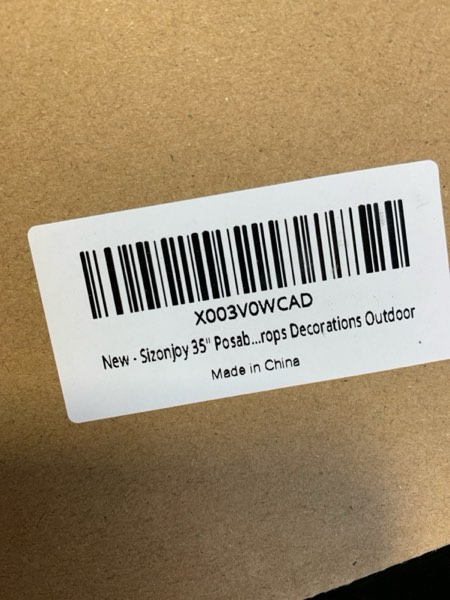 X003V0WCAD
New - Sizonjoy 35" Posab...rops Decorations Outdoor
Made in China